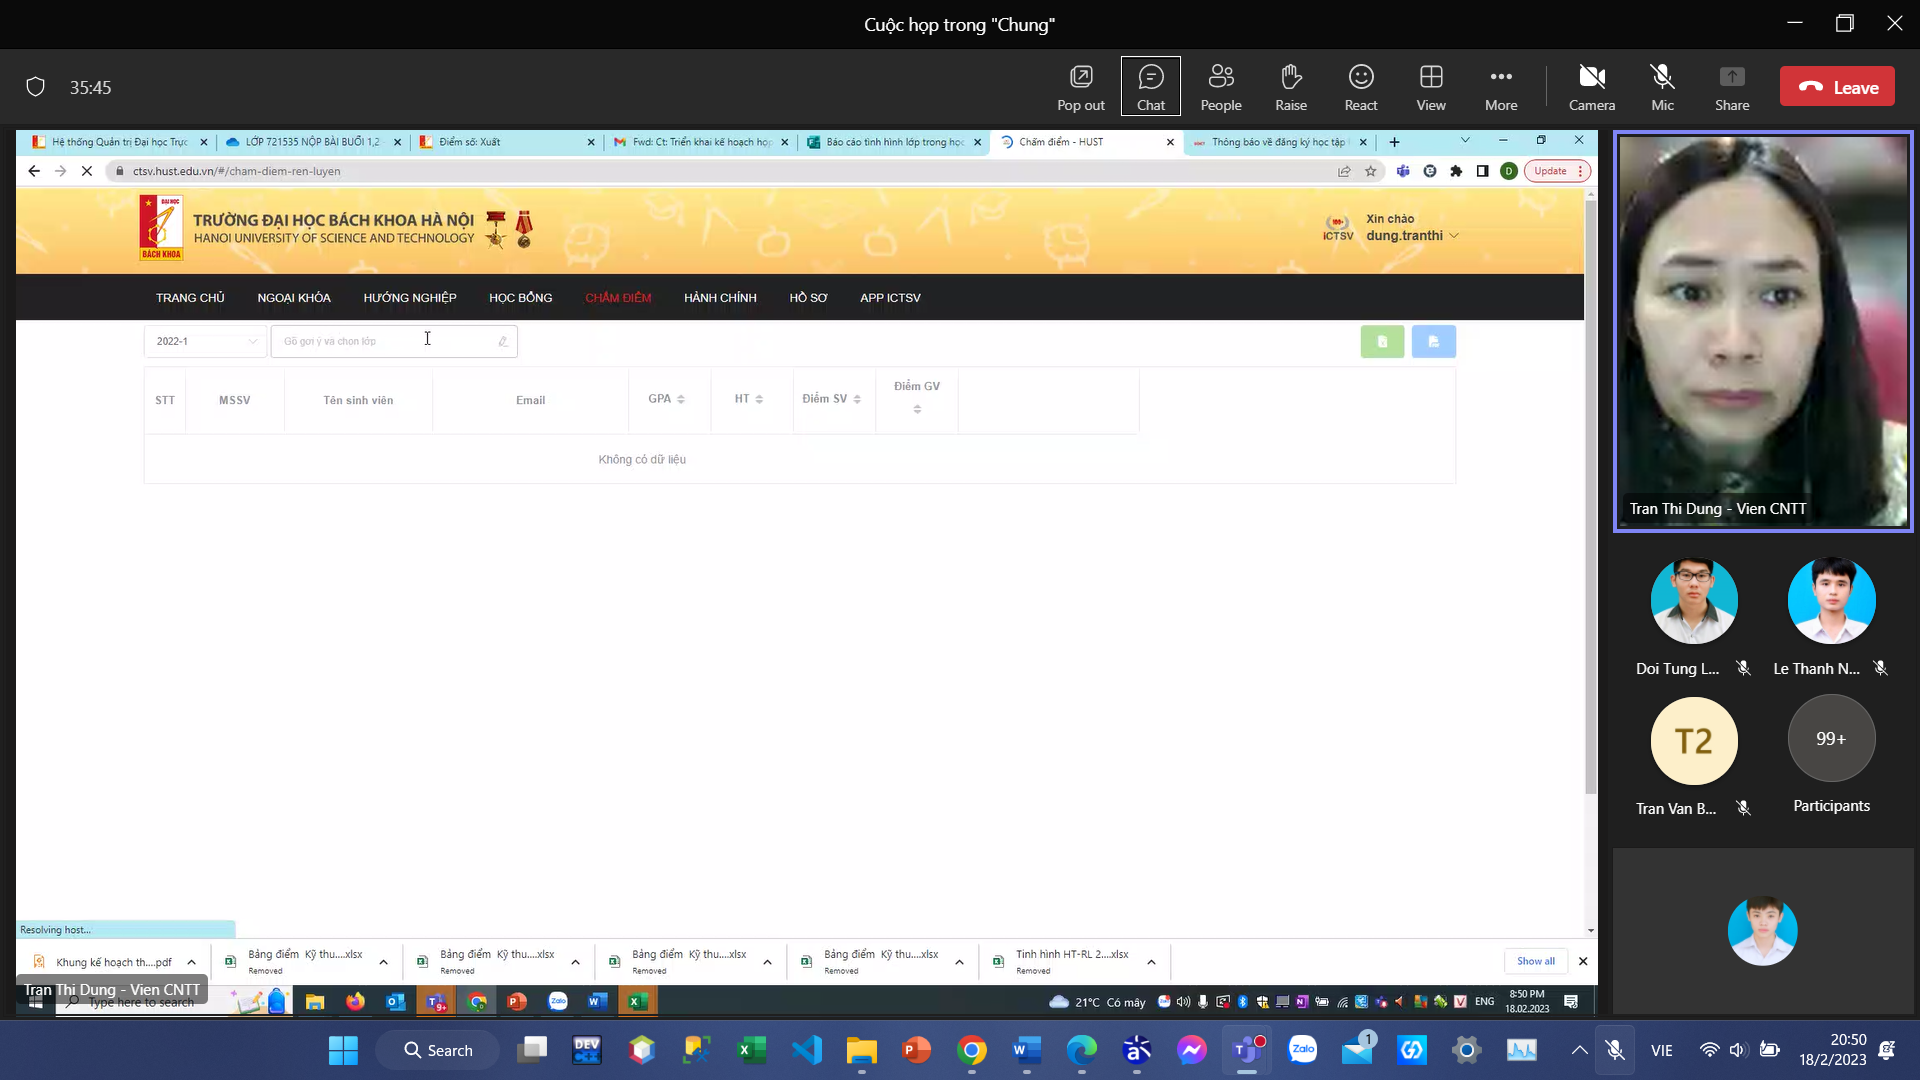 Cuộc họp trong "Chung"
35:45
Pop out
Chat
People
Raise
React
View
More
Camera
Mic
Share
Leave
Hệ thống Quản trị Đại học Trực
LỚP 721535 NỘP BÀI BUỔI 1,2
Điểm số: Xuất
Fwd: Ct: Triển khai kế hoạch họp
Báo cáo tình hình lớp trong học
Chấm điểm - HUST
Thông báo về đăng ký học tập
ctsv.hust.edu.vn/#/cham-diem-ren-luyen
D
Update
ĐẠI HỌC
BÁCH KHOA
TRƯỜNG ĐẠI HỌC BÁCH KHOA HÀ NỘI
HANOI UNIVERSITY OF SCIENCE AND TECHNOLOGY
iCTSV
Xin chào
dung.tranthi
TRANG CHỦ
NGOẠI KHÓA
HƯỚNG NGHIỆP
HỌC BỔNG
CHẤM ĐIỂM
HÀNH CHÍNH
HỒ SƠ
APP ICTSV
2022-1
Gõ gợi ý và chọn lớp
STT
MSSV
Tên sinh viên
Email
GPA
HT
Điểm SV
Điểm GV
Không có dữ liệu
Resolving host...
Khung kế hoạch th....pdf
Bảng điểm Kỹ thu....xlsx
Removed
Bảng điểm Kỹ thu....xlsx
Removed
Bảng điểm Kỹ thu....xlsx
Removed
Bảng điểm Kỹ thu....xlsx
Removed
Tình hình HT-RL 2....xlsx
Removed
Show all
Tran Thi Dung - Vien CNTT
Type here to search
21°C Có mây
ENG
8:50 PM
18.02.2023
Tran Thi Dung - Vien CNTT
Doi Tung L...
Le Thanh N...
T2
99+
Tran Van B...
Participants
Search
DEV
C++
Zalo
1
VIE
20:50
18/2/2023